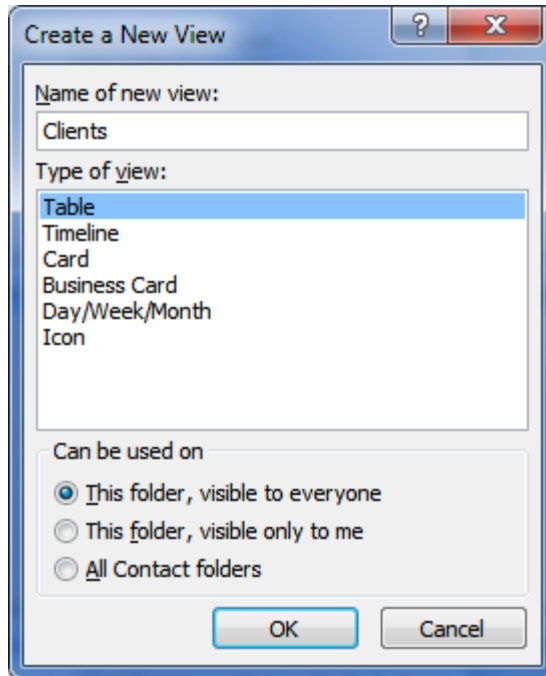 Create a New View
?
X
Name of new view:
Clients
Type of view:
Table
Timeline
Card
Business Card
Day/Week/Month
Icon
Can be used on
This folder, visible to everyone
This folder, visible only to me
All Contact folders
OK Cancel